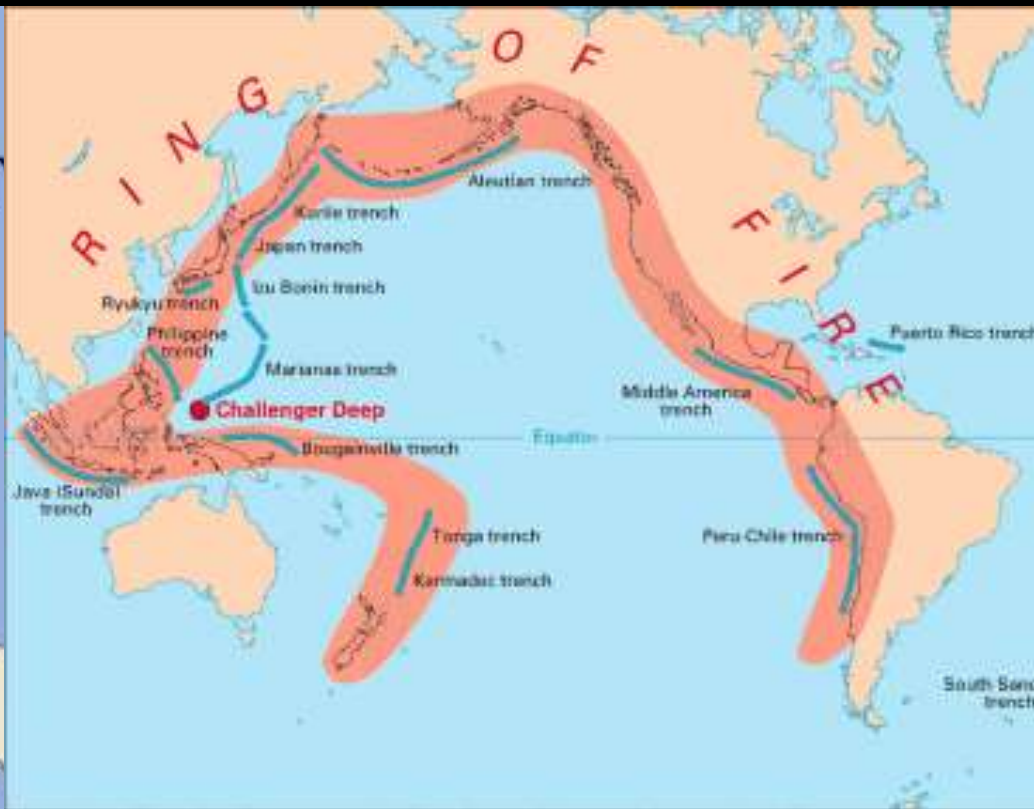 RING OF FIRE
Aleutian trench
Kurile trench
Japan trench
Izu Bonin trench
Ryukyu trench
Philippine
trench
Marianas trench
Challenger Deep
Bougainville trench
Equator
Java (Sunda)
trench
Tonga trench
Kermadec trench
Puerto Rico trench
Middle America
trench
Peru-Chile trench
South Sand
trench